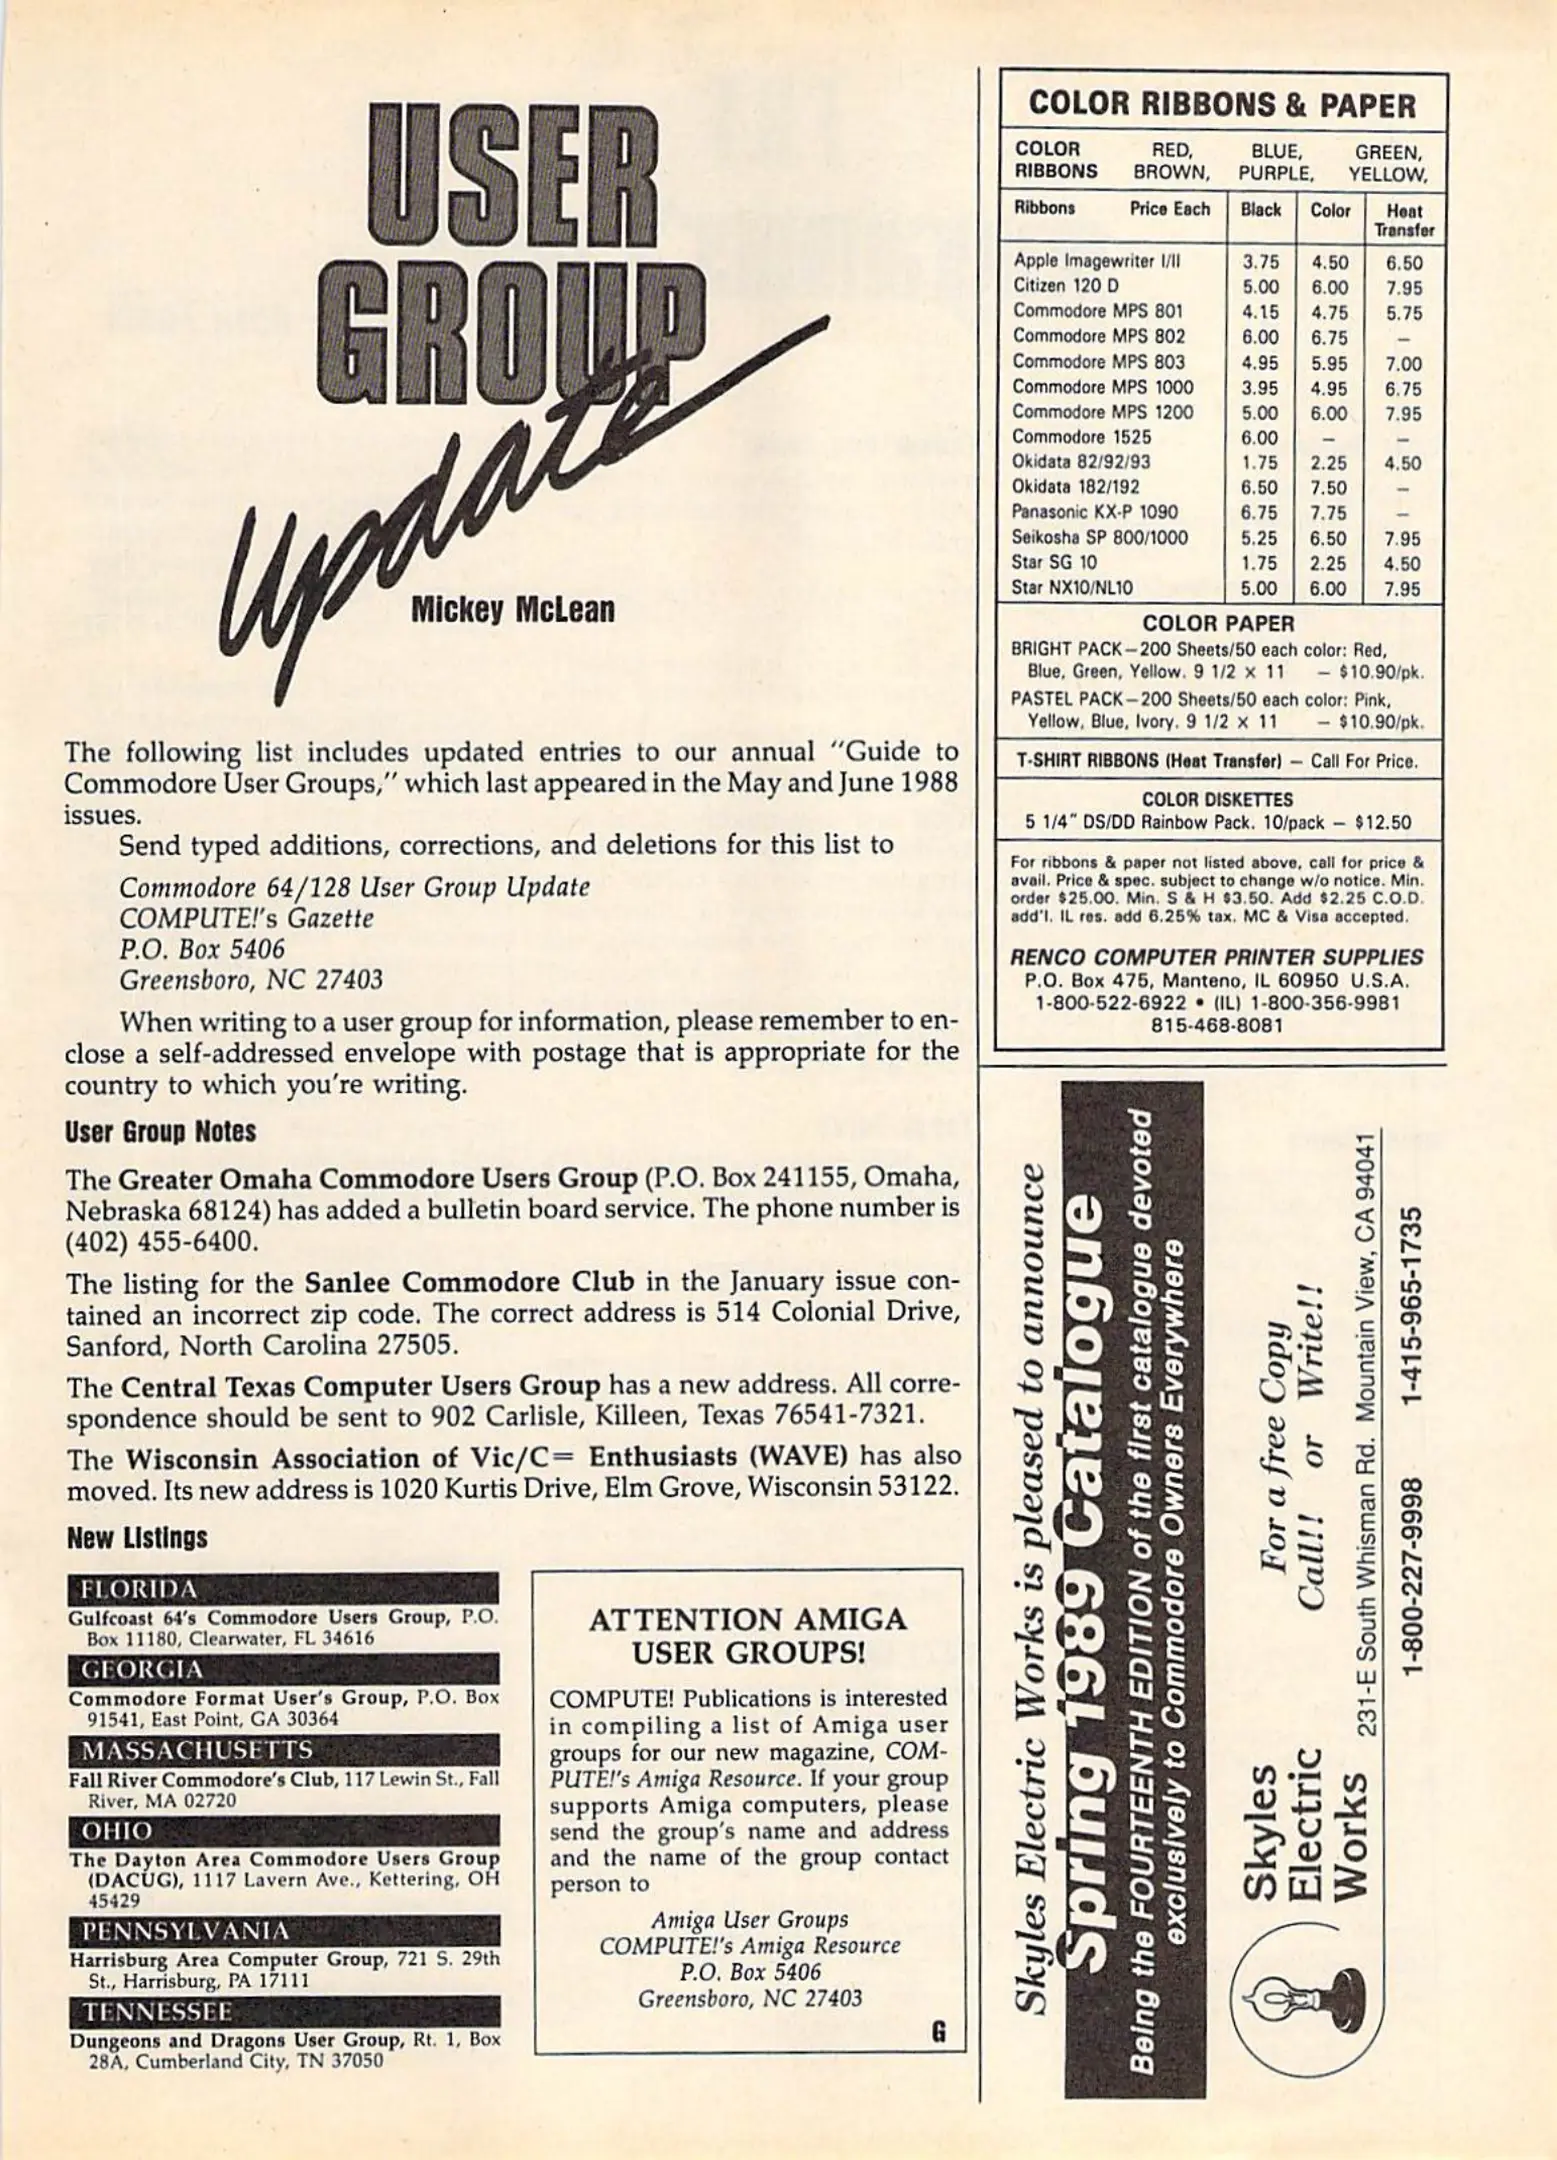 USER
GROUP
Update
Mickey McLean
The following list includes updated entries to our annual "Guide to
Commodore User Groups," which last appeared in the May and June 1988
issues.
Send typed additions, corrections, and deletions for this list to
Commodore 64/128 User Group Update
COMPUTE!'s Gazette
P.O. Box 5406
Greensboro, NC 27403
When writing to a user group for information, please remember to en-
close a self-addressed envelope with postage that is appropriate for the
country to which you're writing.
User Group Notes
The Greater Omaha Commodore Users Group (P.O. Box 241155, Omaha,
Nebraska 68124) has added a bulletin board service. The phone number is
(402) 455-6400.
The listing for the Sanlee Commodore Club in the January issue con-
tained an incorrect zip code. The correct address is 514 Colonial Drive,
Sanford, North Carolina 27505.
The Central Texas Computer Users Group has a new address. All corre-
spondence should be sent to 902 Carlisle, Killeen, Texas 76541-7321.
The Wisconsin Association of Vic/C= Enthusiasts (WAVE) has also
moved. Its new address is 1020 Kurtis Drive, Elm Grove, Wisconsin 53122.
New Listings
FLORIDA
Gulfcoast 64's Commodore Users Group, P.O.
Box 11180, Clearwater, FL 34616
GEORGIA
Commodore Format User's Group, P.O. Box
91541, East Point, GA 30364
MASSACHUSETTS
Fall River Commodore's Club, 117 Lewin St., Fall
River, MA 02720
OHIO
The Dayton Area Commodore Users Group
(DACUG), 1117 Lavern Ave., Kettering, OH
45429
PENNSYLVANIA
Harrisburg Area Computer Group, 721 S. 29th
St., Harrisburg, PA 17111
TENNESSEE
Dungeons and Dragons User Group, Rt. 1, Box
28A, Cumberland City, TN 37050
ATTENTION AMIGA
USER GROUPS!
COMPUTE! Publications is interested
in compiling a list of Amiga user
groups for our new magazine, COM-
PUTE!'s Amiga Resource. If your group
supports Amiga computers, please
send the group's name and address
and the name of the group contact
person to
Amiga User Groups
COMPUTE!'s Amiga Resource
P.O. Box 5406
Greensboro, NC 27403
G
COLOR RIBBONS & PAPER
COLOR RED, BLUE, GREEN,
RIBBONS BROWN, PURPLE, YELLOW,
Ribbons Price Each Black Color Heat
Transfer
Apple Imagewriter I/II 3.75 4.50 6.50
Citizen 120 D 5.00 6.00 7.95
Commodore MPS 801 4.15 4.75 5.75
Commodore MPS 802 6.00 6.75 –
Commodore MPS 803 4.95 5.95 7.00
Commodore MPS 1000 3.95 4.95 6.75
Commodore MPS 1200 5.00 6.00 7.95
Commodore 1525 6.00 – –
Okidata 82/92/93 1.75 2.25 4.50
Okidata 182/192 6.50 7.50 –
Panasonic KX-P 1090 6.75 7.75 –
Seikosha SP 800/1000 5.25 6.50 7.95
Star SG 10 1.75 2.25 4.50
Star NX10/NL10 5.00 6.00 7.95
COLOR PAPER
BRIGHT PACK–200 Sheets/50 each color: Red,
Blue, Green, Yellow. 9 1/2 x 11 – $10.90/pk.
PASTEL PACK–200 Sheets/50 each color: Pink,
Yellow, Blue, Ivory. 9 1/2 x 11 – $10.90/pk.
T-SHIRT RIBBONS (Heat Transfer) – Call For Price.
COLOR DISKETTES
5 1/4" DS/DD Rainbow Pack. 10/pack – $12.50
For ribbons & paper not listed above, call for price &
avail. Price & spec. subject to change w/o notice. Min.
order $25.00. Min. S & H $3.50. Add $2.25 C.O.D.
add'l. IL res. add 6.25% tax. MC & Visa accepted.
RENCO COMPUTER PRINTER SUPPLIES
P.O. Box 475, Manteno, IL 60950 U.S.A.
1-800-522-6922 • (IL) 1-800-356-9981
815-468-8081
Skyles Electric Works is pleased to announce
Spring 1989 Catalogue
Being the FOURTEENTH EDITION of the first catalogue devoted
exclusively to Commodore Owners Everywhere
For a free Copy
Call!! or Write!!
Skyles
Electric
Works
231-E South Whisman Rd. Mountain View, CA 94041
1-800-227-9998 1-415-965-1735